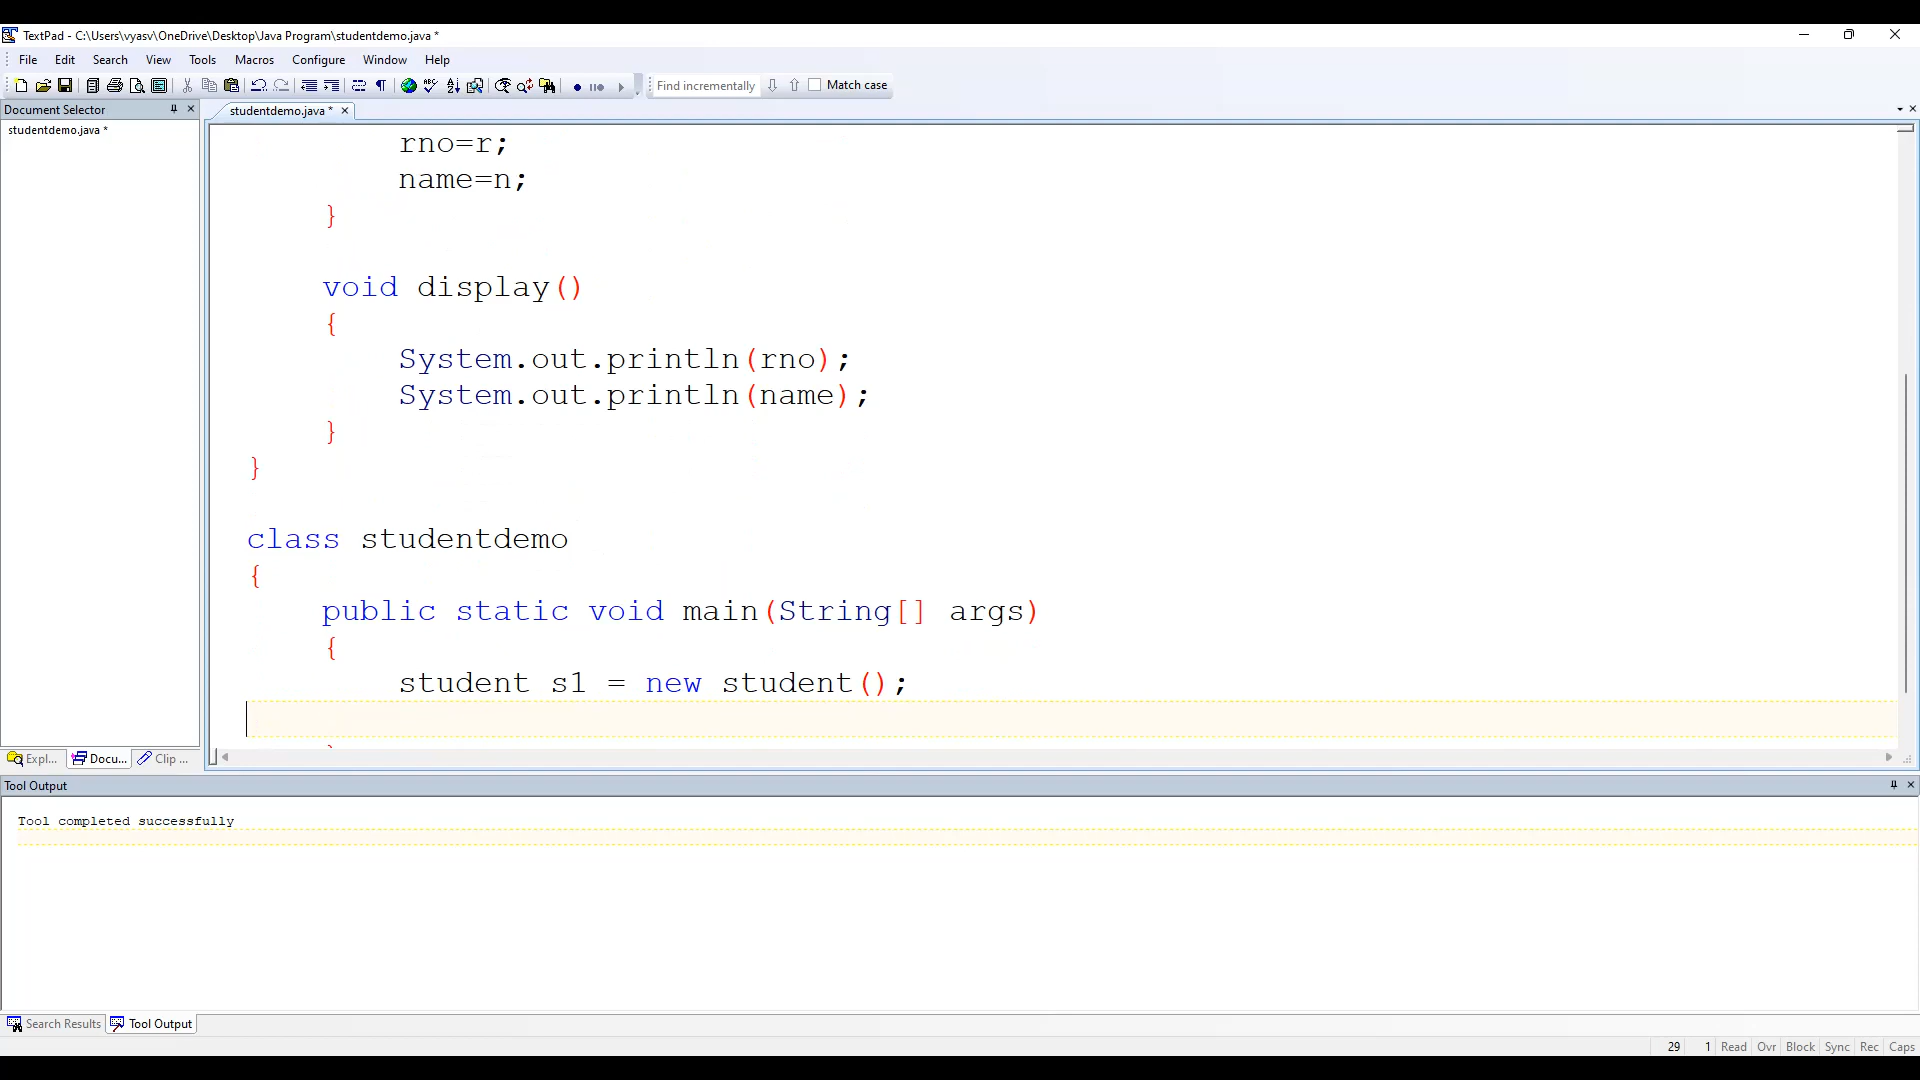 TextPad - C:\Users\vyasv\OneDrive\Desktop\Java Program\studentdemo.java *
File Edit Search View Tools Macros Configure Window Help
Find incrementally Match case
Document Selector
studentdemo.java *
studentdemo.java *
rno=r;
name=n;
}
void display()
{
System.out.println(rno);
System.out.println(name);
}
}
class studentdemo
{
public static void main(String[] args)
{
student s1 = new student();
Expl... Docu... Clip ...
Tool Output
Tool completed successfully
Search Results Tool Output
29 1 Read Ovr Block Sync Rec Caps